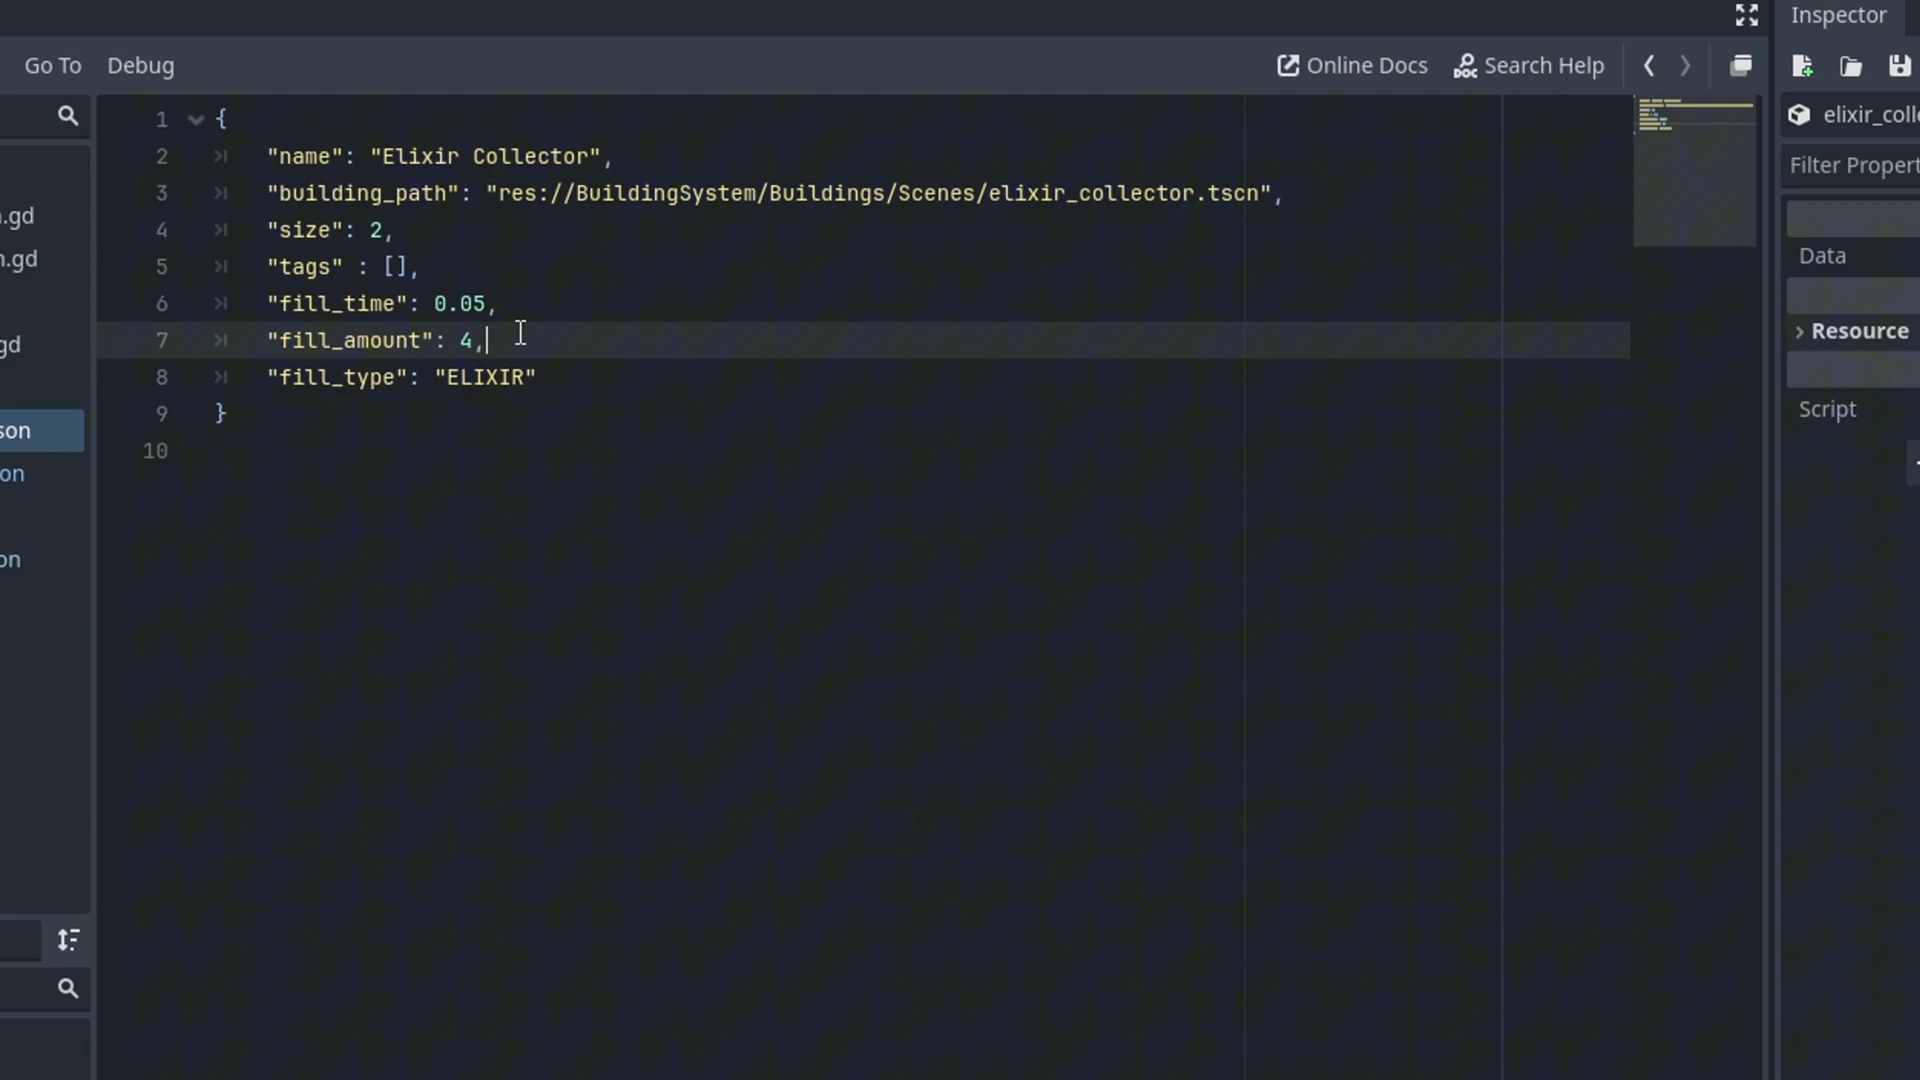 Inspector
Go To Debug Online Docs Search Help
1 {
2 "name": "Elixir Collector",
3 "building_path": "res://BuildingSystem/Buildings/Scenes/elixir_collector.tscn",
4 "size": 2,
5 "tags" : [],
6 "fill_time": 0.05,
7 "fill_amount": 4,
8 "fill_type": "ELIXIR"
9 }
10
.gd
.gd
gd
son
on
on
elixir_coll
Filter Propert
Data
Resource
Script